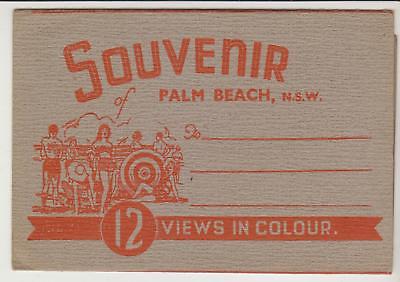 SOUVENIR
of PALM BEACH, N.S.W.
To
12 VIEWS IN COLOUR.